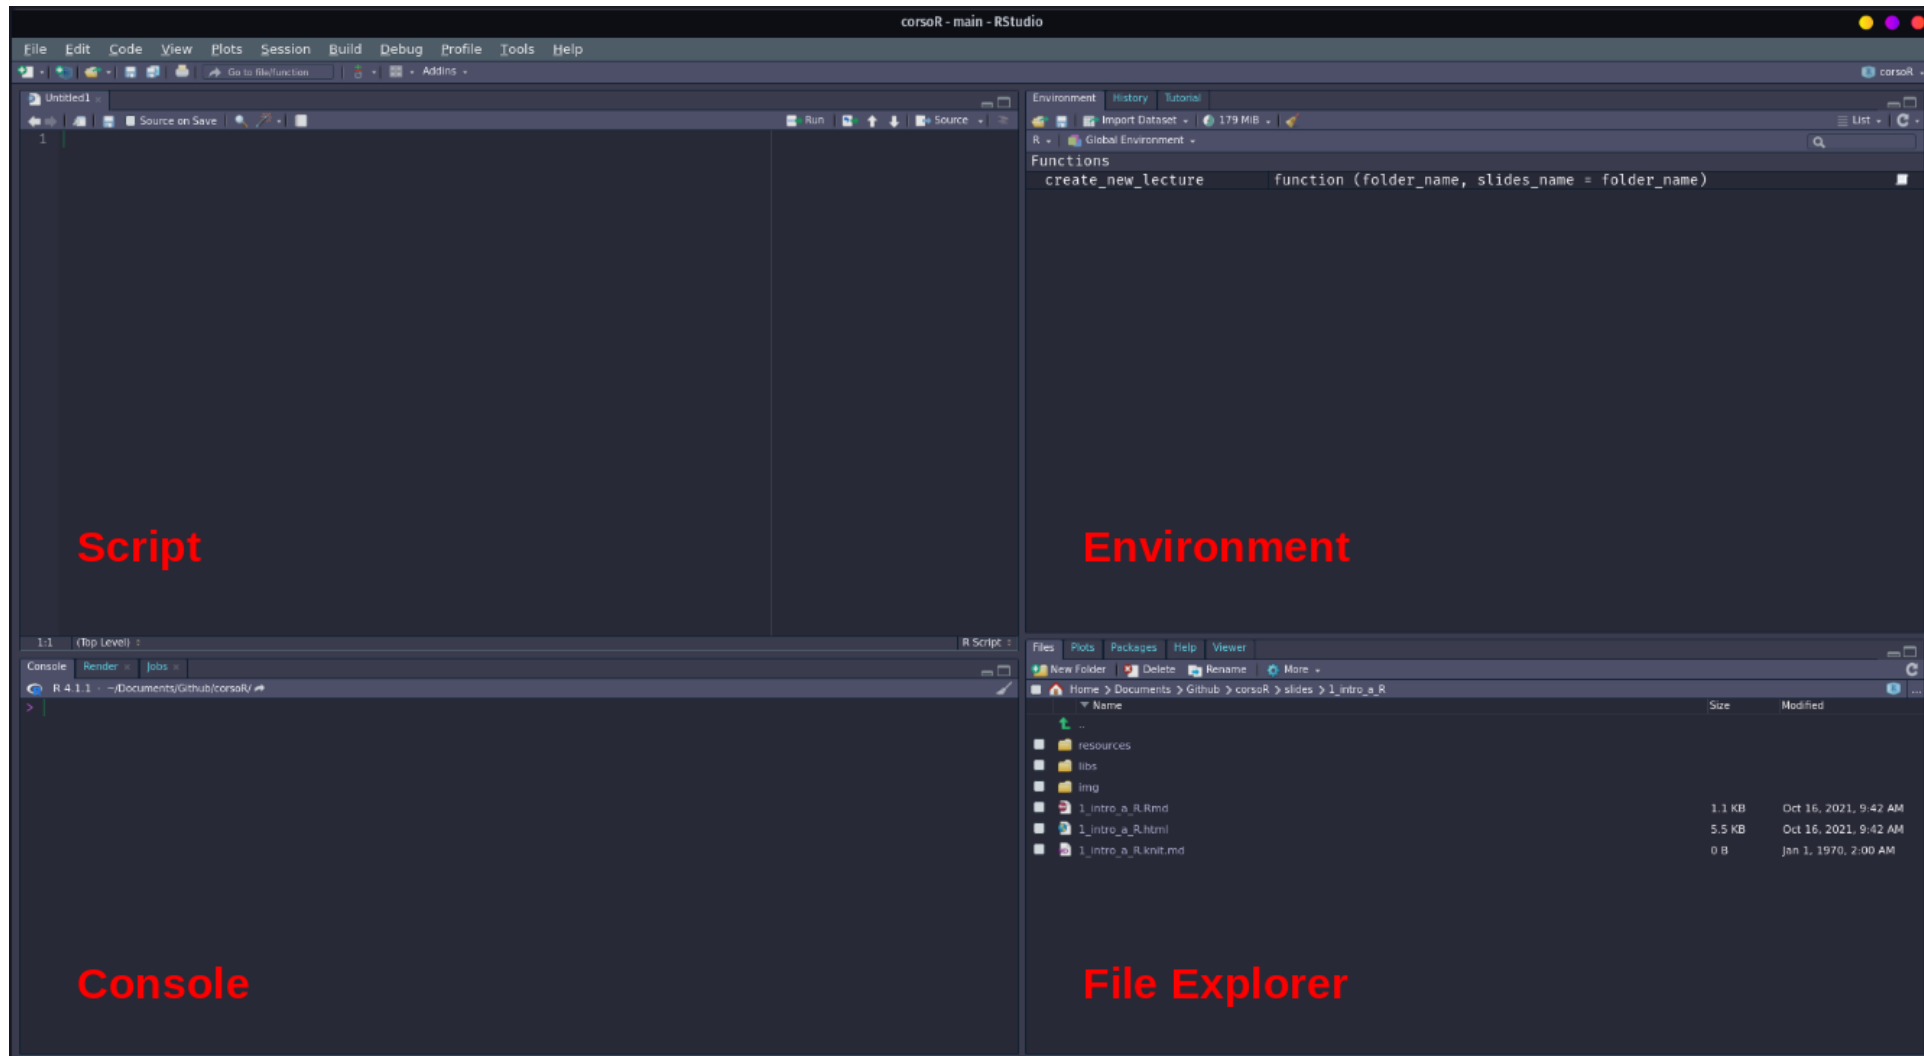 corsoR - main - RStudio
File Edit Code View Plots Session Build Debug Profile Tools Help
Go to file/function Addins corsoR
Untitled1
Source on Save Run Source
1
Script
1:1 (Top Level) R Script
Console Render Jobs
R 4.1.1 · ~/Documents/Github/corsoR/
>
Console
Environment History Tutorial
Import Dataset 179 MiB List
R Global Environment
Functions
create_new_lecture function (folder_name, slides_name = folder_name)
Environment
Files Plots Packages Help Viewer
New Folder Delete Rename More
Home > Documents > Github > corsoR > slides > 1_intro_a_R ...
Name Size Modified
..
resources
libs
img
1_intro_a_R.Rmd 1.1 KB Oct 16, 2021, 9:42 AM
1_intro_a_R.html 5.5 KB Oct 16, 2021, 9:42 AM
1_intro_a_R.knit.md 0 B Jan 1, 1970, 2:00 AM
File Explorer